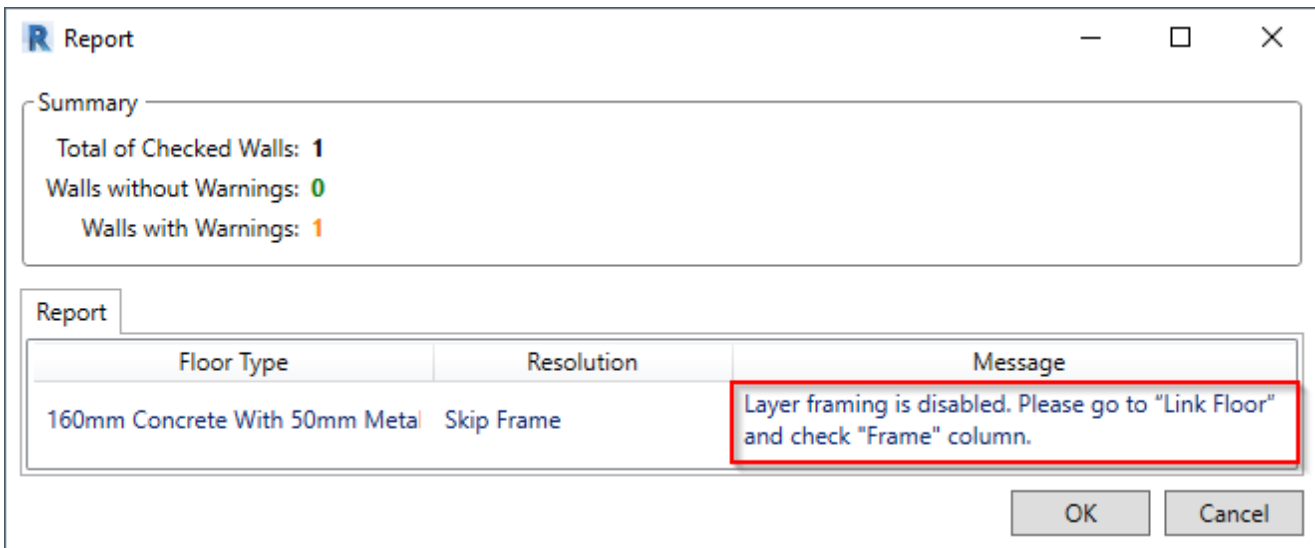 Report
Summary
Total of Checked Walls: 1
Walls without Warnings: 0
Walls with Warnings: 1
Report
Floor Type Resolution Message
160mm Concrete With 50mm Metal Skip Frame
Layer framing is disabled. Please go to “Link Floor”
and check "Frame" column.
OK Cancel